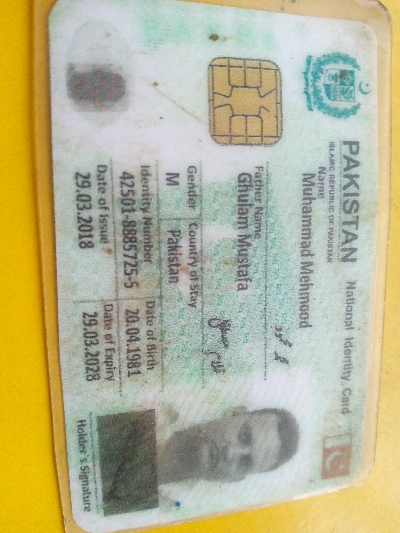 PAKISTAN National Identity Card
ISLAMIC REPUBLIC OF PAKISTAN
Name
Muhammad Mehmood
Father Name
Ghulam Mustafa
Gender Country of Stay
M Pakistan
Identity Number Date of Birth
42501-8885725-5 20.04.1981
Date of Issue Date of Expiry
29.03.2018 29.03.2028
Holder's Signature